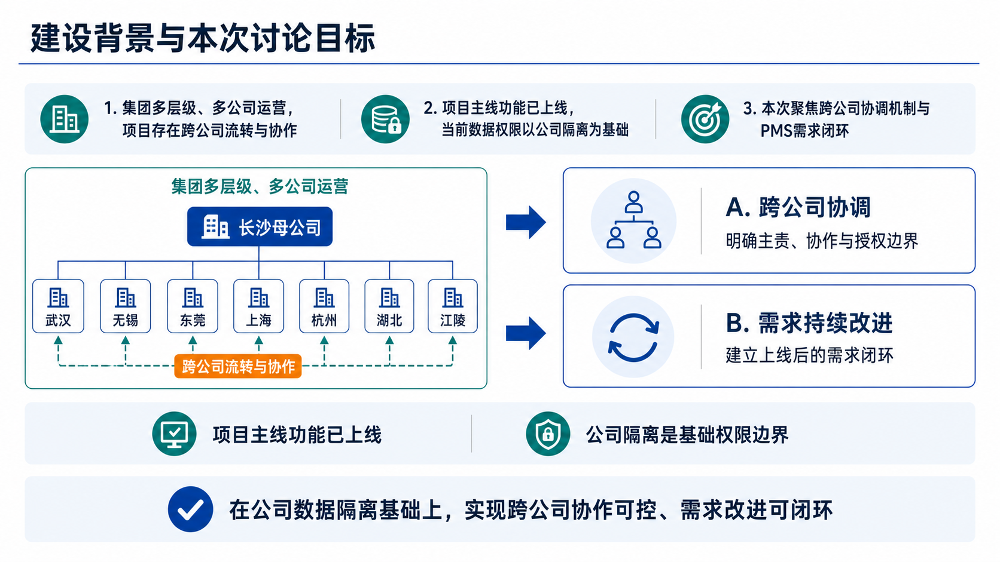 建设背景与本次讨论目标
1. 集团多层级、多公司运营，
项目存在跨公司流转与协作
2. 项目主线功能已上线，
当前数据权限以公司隔离为基础
3. 本次聚焦跨公司协调机制与
PMS需求闭环
集团多层级、多公司运营
长沙母公司
武汉
无锡
东莞
上海
杭州
湖北
江陵
跨公司流转与协作
A. 跨公司协调
明确主责、协作与授权边界
B. 需求持续改进
建立上线后的需求闭环
项目主线功能已上线
公司隔离是基础权限边界
在公司数据隔离基础上，实现跨公司协作可控、需求改进可闭环